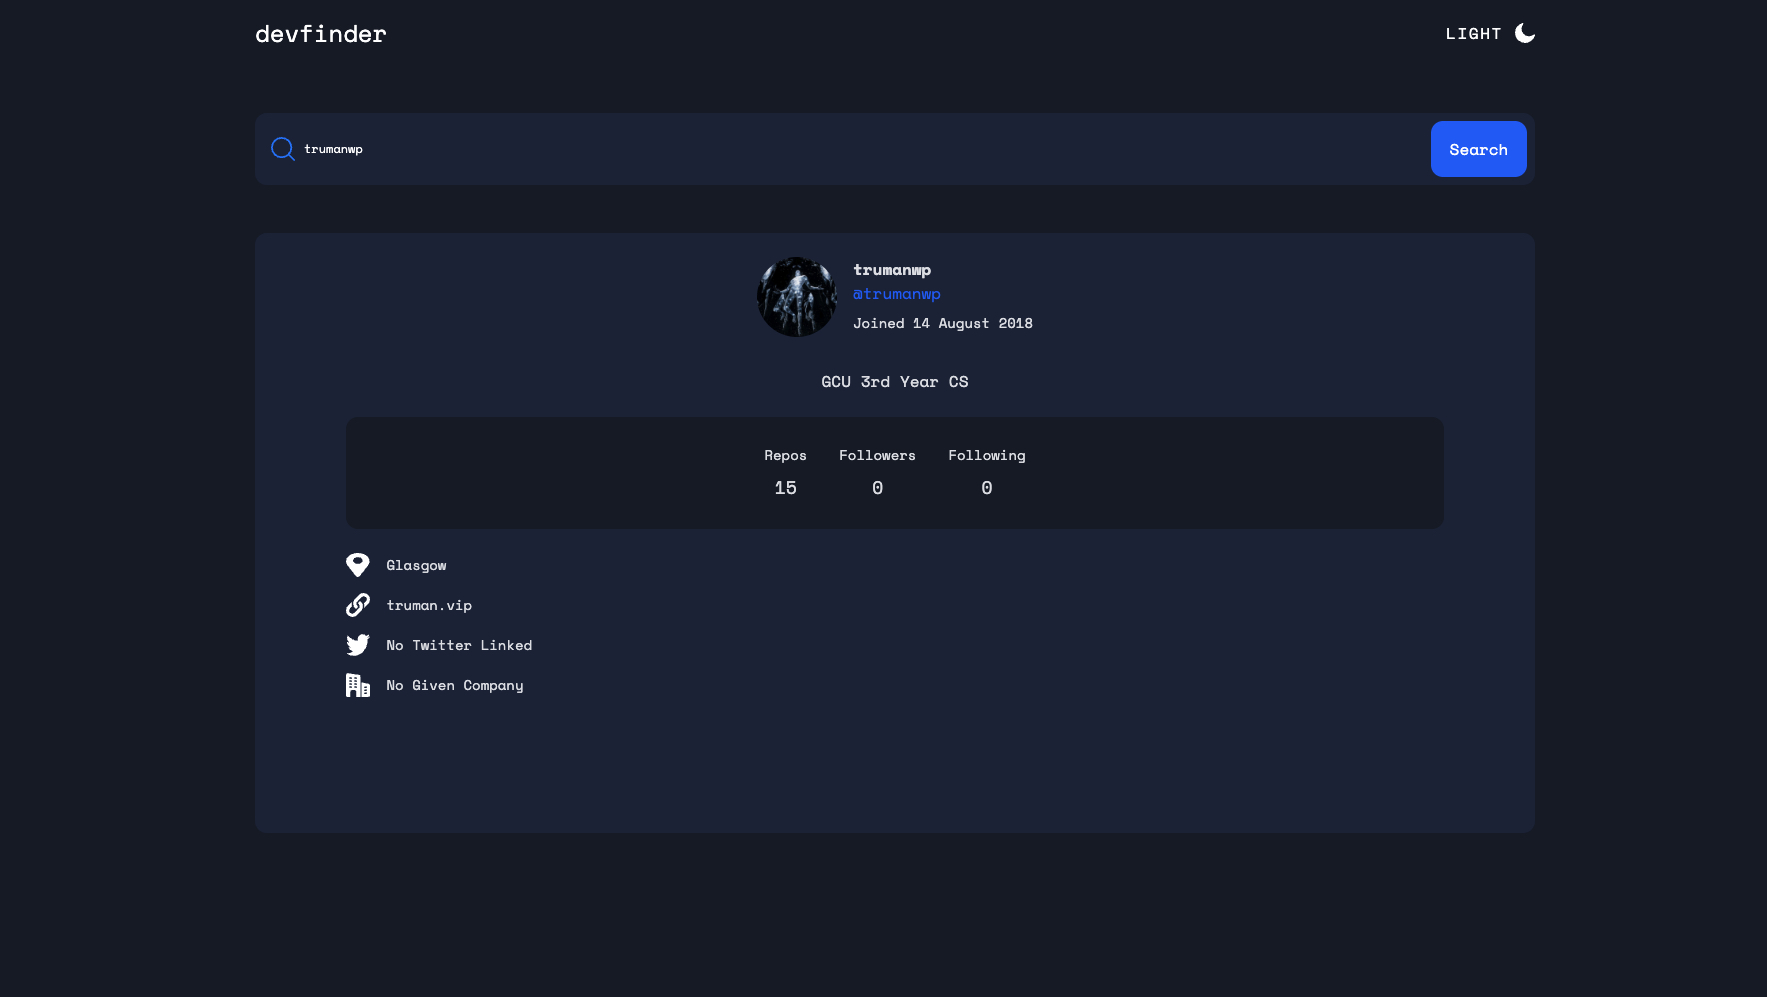 devfinder
LIGHT
trumanwp
Search
trumanwp
@trumanwp
Joined 14 August 2018
GCU 3rd Year CS
Repos Followers Following
15 0 0
Glasgow
truman.vip
No Twitter Linked
No Given Company